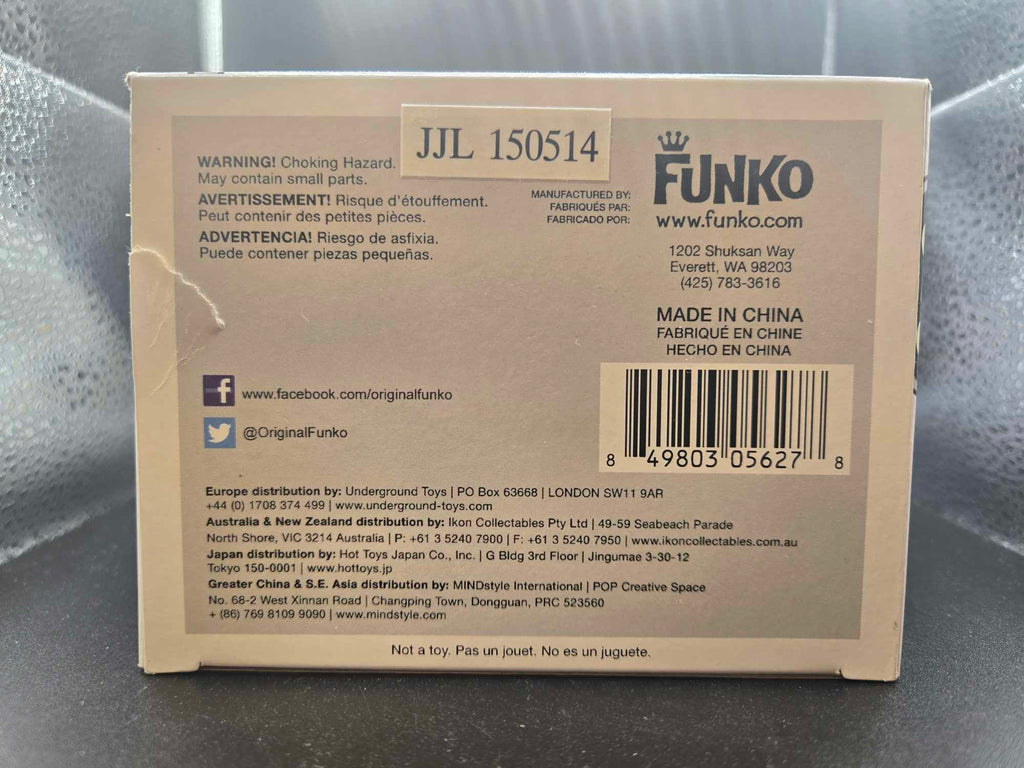 JJL 150514
WARNING! Choking Hazard.
May contain small parts.
AVERTISSEMENT! Risque d'étouffement.
Peut contenir des petites pièces.
ADVERTENCIA! Riesgo de asfixia.
Puede contener piezas pequeñas.
MANUFACTURED BY:
FABRIQUÉS PAR:
FABRICADO POR:
FUNKO
www.funko.com
1202 Shuksan Way
Everett, WA 98203
(425) 783-3616
MADE IN CHINA
FABRIQUÉ EN CHINE
HECHO EN CHINA
f www.facebook.com/originalfunko
@OriginalFunko
8 49803 05627 8
Europe distribution by: Underground Toys | PO Box 63668 | LONDON SW11 9AR
+44 (0) 1708 374 499 | www.underground-toys.com
Australia & New Zealand distribution by: Ikon Collectables Pty Ltd | 49-59 Seabeach Parade
North Shore, VIC 3214 Australia | P: +61 3 5240 7900 | F: +61 3 5240 7950 | www.ikoncollectables.com.au
Japan distribution by: Hot Toys Japan Co., Inc. | G Bldg 3rd Floor | Jingumae 3-30-12
Tokyo 150-0001 | www.hottoys.jp
Greater China & S.E. Asia distribution by: MINDstyle International | POP Creative Space
No. 68-2 West Xinnan Road | Changping Town, Dongguan, PRC 523560
+ (86) 769 8109 9090 | www.mindstyle.com
Not a toy. Pas un jouet. No es un juguete.